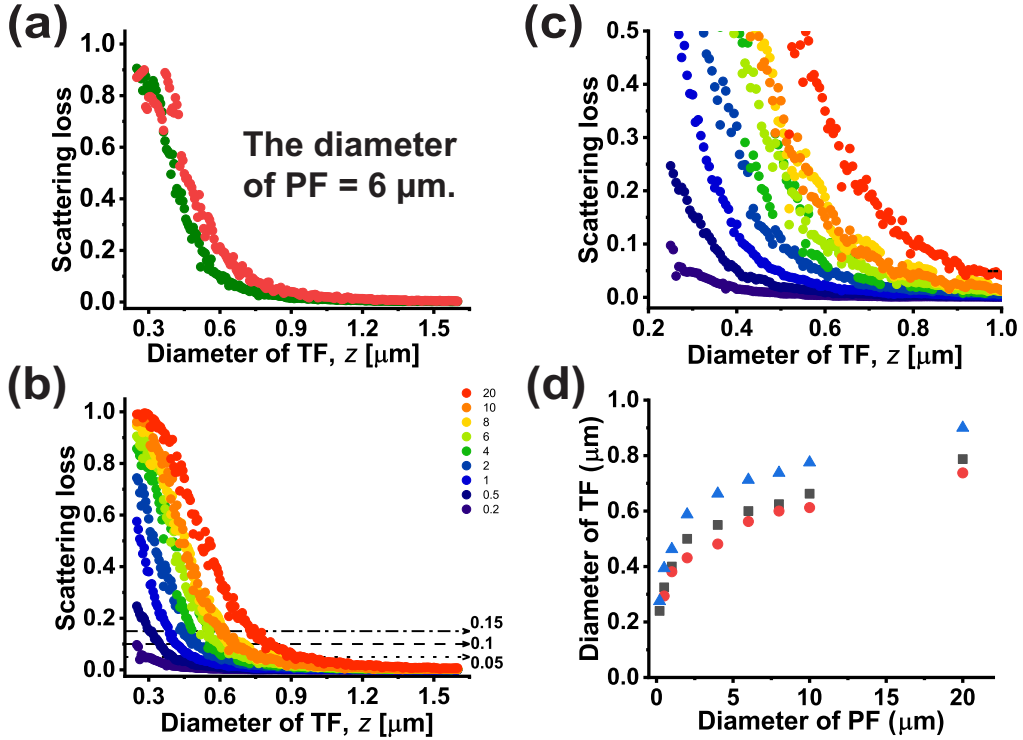 (a)
Scattering loss
1.0
0.8
0.6
0.4
0.2
0.0
The diameter
of PF = 6 μm.
0.3 0.6 0.9 1.2 1.5
Diameter of TF, z [μm]
(c)
Scattering loss
0.5
0.4
0.3
0.2
0.1
0.0
0.2 0.4 0.6 0.8 1.0
Diameter of TF, z [μm]
(b)
Scattering loss
1.0
0.8
0.6
0.4
0.2
0.0
20
10
8
6
4
2
1
0.5
0.2
0.15
0.1
0.05
0.3 0.6 0.9 1.2 1.5
Diameter of TF, z [μm]
(d)
Diameter of TF (μm)
1.0
0.8
0.6
0.4
0.2
0.0
0 5 10 15 20
Diameter of PF (μm)